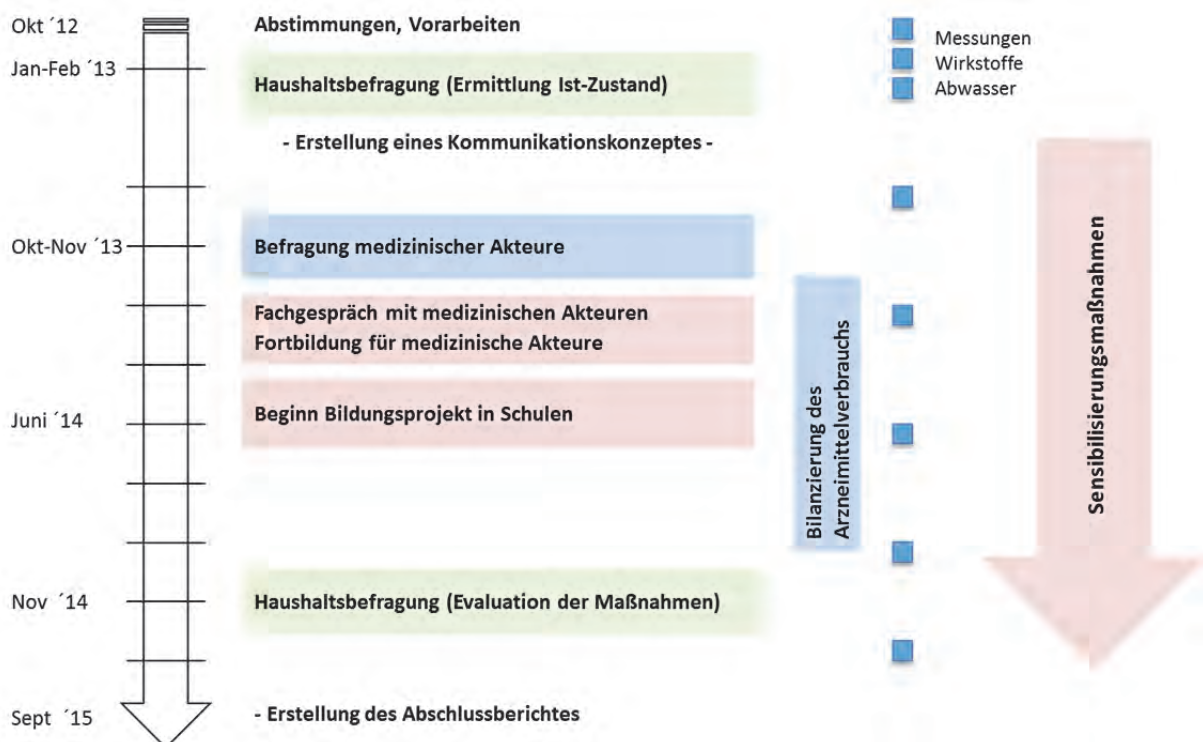 Okt ´12
Abstimmungen, Vorarbeiten
Messungen
Wirkstoffe
Abwasser
Jan-Feb ´13
Haushaltsbefragung (Ermittlung Ist-Zustand)
- Erstellung eines Kommunikationskonzeptes -
Okt-Nov ´13
Befragung medizinischer Akteure
Fachgespräch mit medizinischen Akteuren
Fortbildung für medizinische Akteure
Juni ´14
Beginn Bildungsprojekt in Schulen
Bilanzierung des
Arzneimittelverbrauchs
Sensibilisierungsmaßnahmen
Nov ´14
Haushaltsbefragung (Evaluation der Maßnahmen)
Sept ´15
- Erstellung des Abschlussberichtes